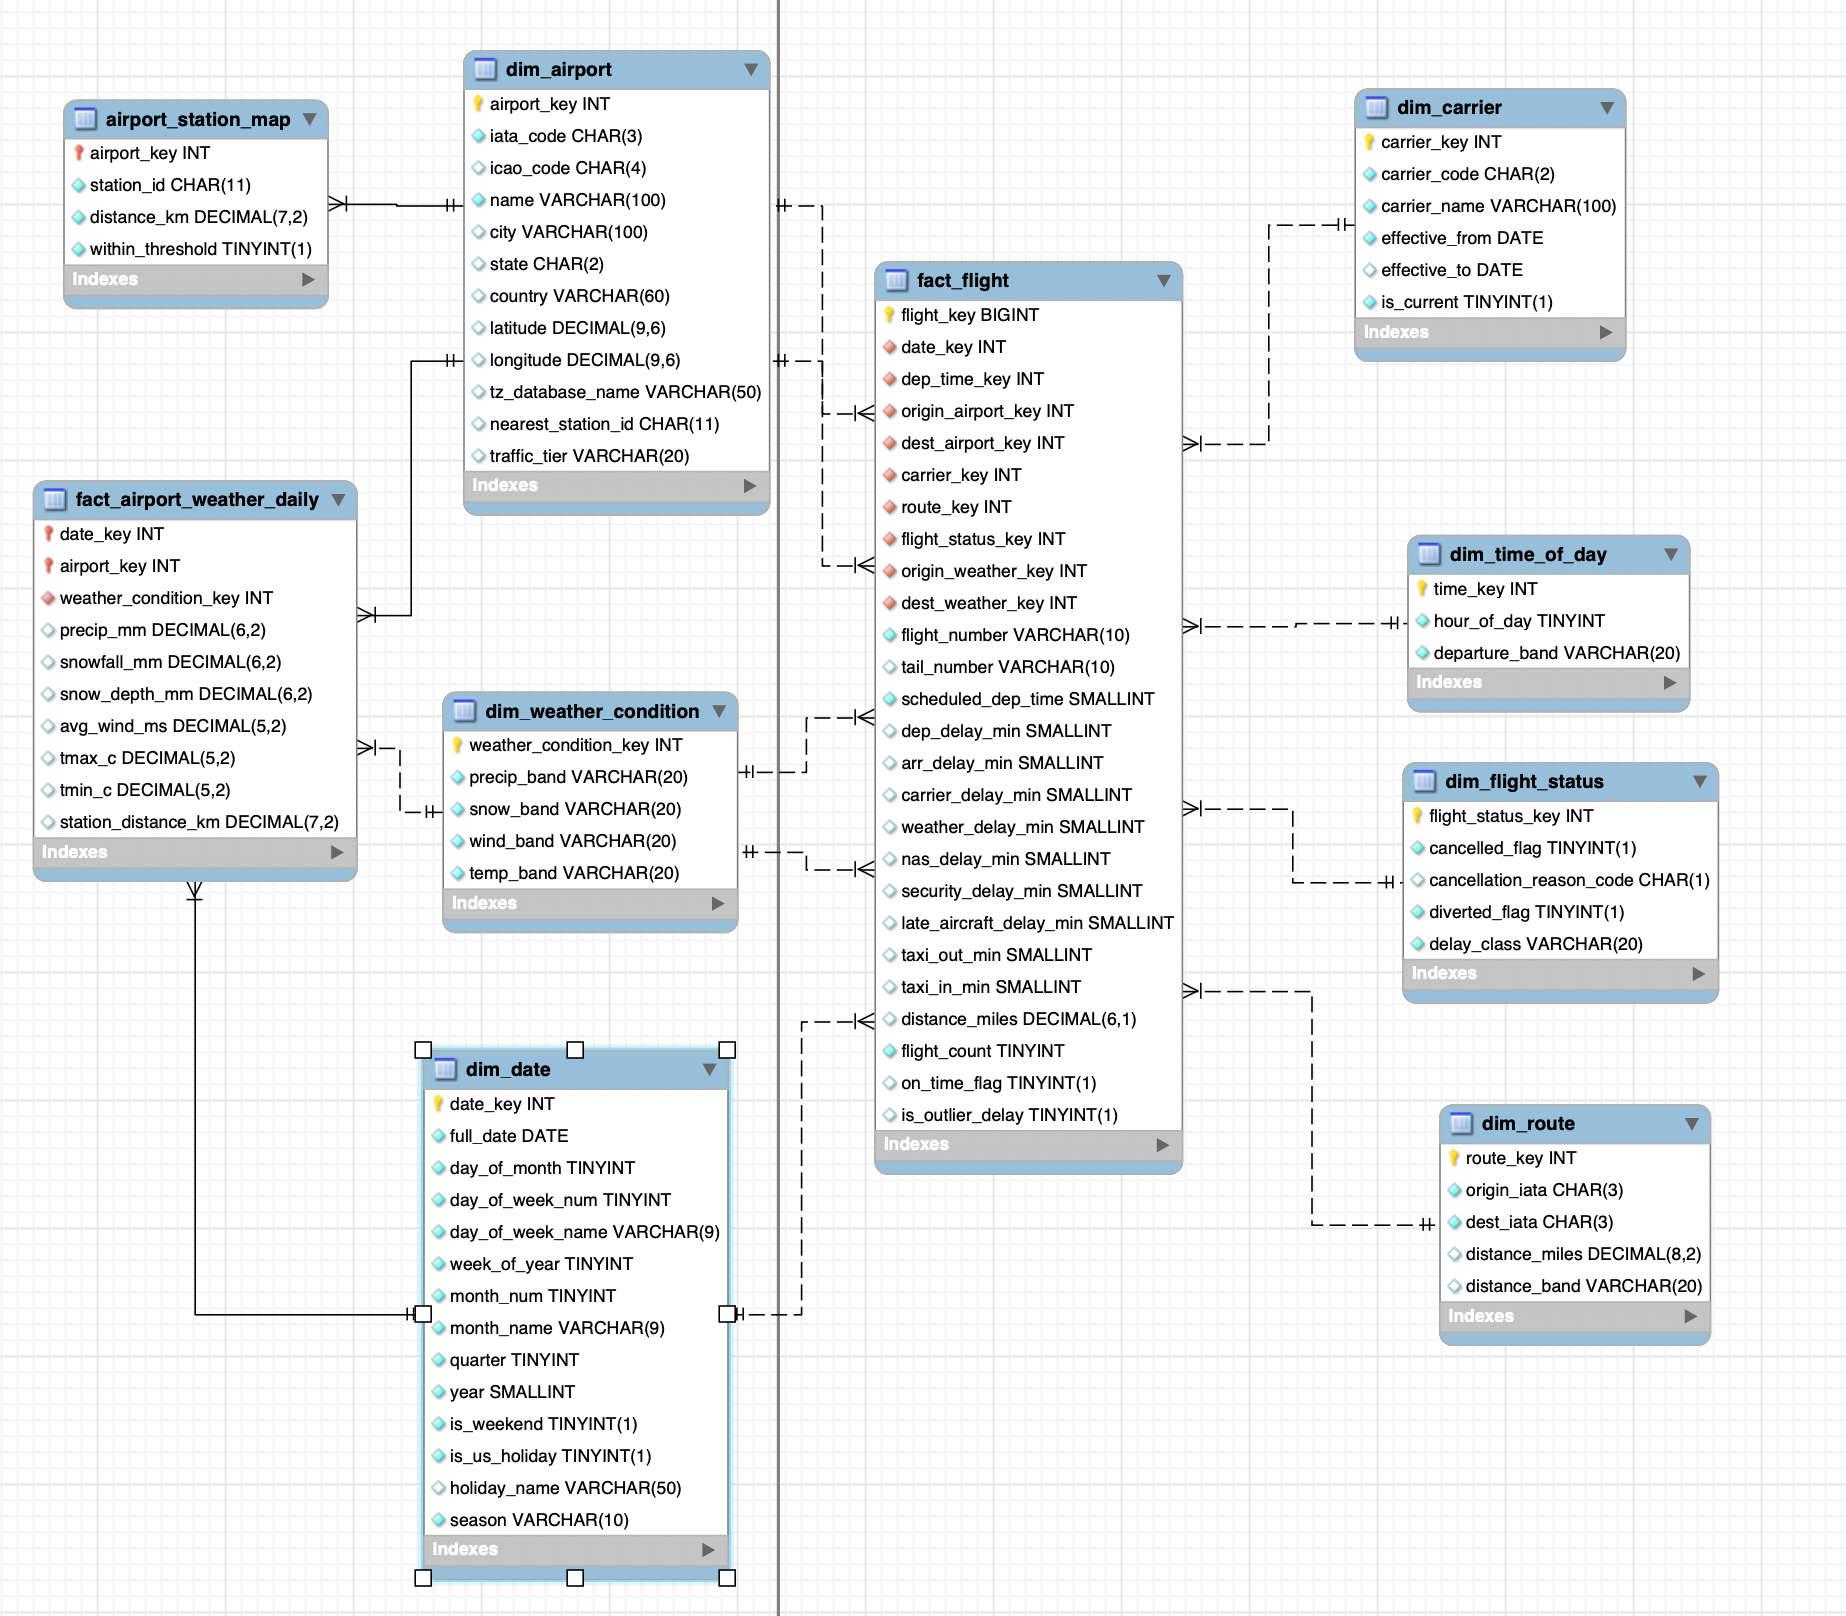 airport_station_map
airport_key INT
station_id CHAR(11)
distance_km DECIMAL(7,2)
within_threshold TINYINT(1)
Indexes
dim_airport
airport_key INT
iata_code CHAR(3)
icao_code CHAR(4)
name VARCHAR(100)
city VARCHAR(100)
state CHAR(2)
country VARCHAR(60)
latitude DECIMAL(9,6)
longitude DECIMAL(9,6)
tz_database_name VARCHAR(50)
nearest_station_id CHAR(11)
traffic_tier VARCHAR(20)
Indexes
dim_carrier
carrier_key INT
carrier_code CHAR(2)
carrier_name VARCHAR(100)
effective_from DATE
effective_to DATE
is_current TINYINT(1)
Indexes
fact_flight
flight_key BIGINT
date_key INT
dep_time_key INT
origin_airport_key INT
dest_airport_key INT
carrier_key INT
route_key INT
flight_status_key INT
origin_weather_key INT
dest_weather_key INT
flight_number VARCHAR(10)
tail_number VARCHAR(10)
scheduled_dep_time SMALLINT
dep_delay_min SMALLINT
arr_delay_min SMALLINT
carrier_delay_min SMALLINT
weather_delay_min SMALLINT
nas_delay_min SMALLINT
security_delay_min SMALLINT
late_aircraft_delay_min SMALLINT
taxi_out_min SMALLINT
taxi_in_min SMALLINT
distance_miles DECIMAL(6,1)
flight_count TINYINT
on_time_flag TINYINT(1)
is_outlier_delay TINYINT(1)
Indexes
fact_airport_weather_daily
date_key INT
airport_key INT
weather_condition_key INT
precip_mm DECIMAL(6,2)
snowfall_mm DECIMAL(6,2)
snow_depth_mm DECIMAL(6,2)
avg_wind_ms DECIMAL(5,2)
tmax_c DECIMAL(5,2)
tmin_c DECIMAL(5,2)
station_distance_km DECIMAL(7,2)
Indexes
dim_weather_condition
weather_condition_key INT
precip_band VARCHAR(20)
snow_band VARCHAR(20)
wind_band VARCHAR(20)
temp_band VARCHAR(20)
Indexes
dim_time_of_day
time_key INT
hour_of_day TINYINT
departure_band VARCHAR(20)
Indexes
dim_flight_status
flight_status_key INT
cancelled_flag TINYINT(1)
cancellation_reason_code CHAR(1)
diverted_flag TINYINT(1)
delay_class VARCHAR(20)
Indexes
dim_date
date_key INT
full_date DATE
day_of_month TINYINT
day_of_week_num TINYINT
day_of_week_name VARCHAR(9)
week_of_year TINYINT
month_num TINYINT
month_name VARCHAR(9)
quarter TINYINT
year SMALLINT
is_weekend TINYINT(1)
is_us_holiday TINYINT(1)
holiday_name VARCHAR(50)
season VARCHAR(10)
Indexes
dim_route
route_key INT
origin_iata CHAR(3)
dest_iata CHAR(3)
distance_miles DECIMAL(8,2)
distance_band VARCHAR(20)
Indexes